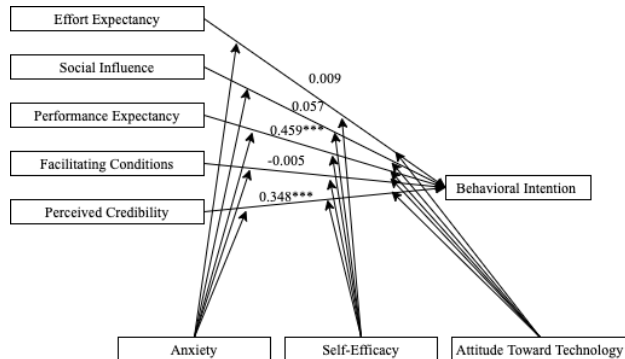 Effort Expectancy
0.009
Social Influence
0.057
Performance Expectancy
0.459***
Facilitating Conditions
-0.005
Behavioral Intention
Perceived Credibility
0.348***
Anxiety
Self-Efficacy
Attitude Toward Technology